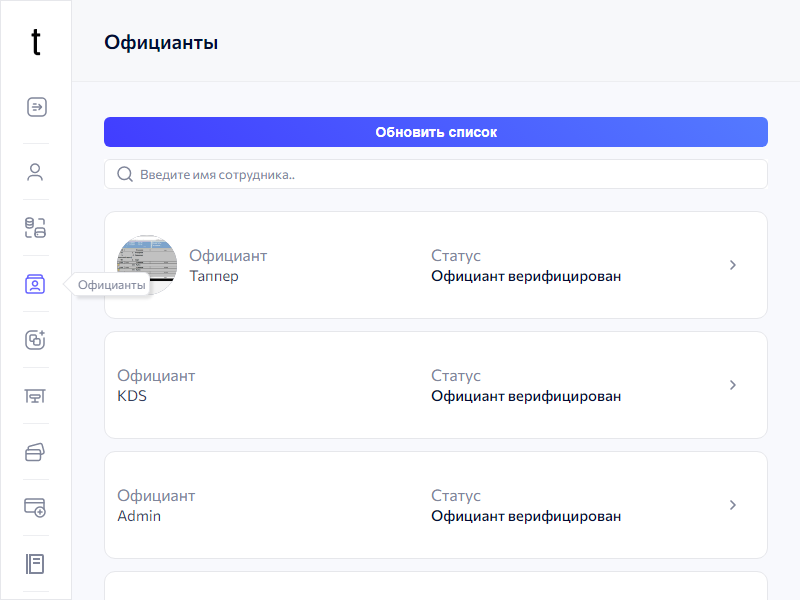 t
Официанты
Обновить список
Введите имя сотрудника..
Официант
Таппер
Статус
Официант верифицирован
Официанты
Официант
KDS
Статус
Официант верифицирован
Официант
Admin
Статус
Официант верифицирован